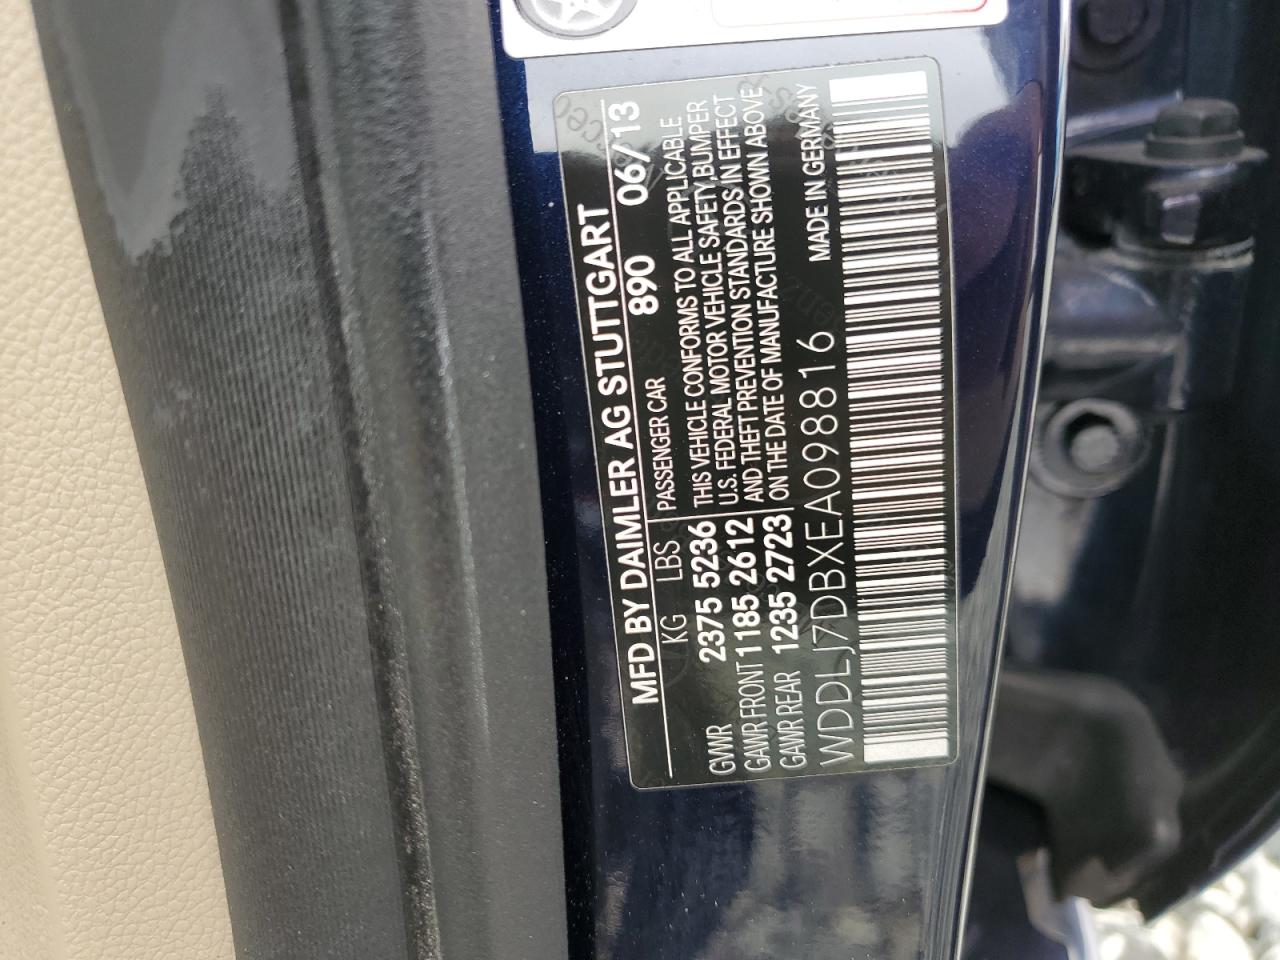 MFD BY DAIMLER AG STUTTGART
890 06/13
KG LBS PASSENGER CAR
GVWR 2375 5236
GAWR FRONT 1185 2612
GAWR REAR 1235 2723
THIS VEHICLE CONFORMS TO ALL APPLICABLE
U.S. FEDERAL MOTOR VEHICLE SAFETY,BUMPER
AND THEFT PREVENTION STANDARDS IN EFFECT
ON THE DATE OF MANUFACTURE SHOWN ABOVE
MADE IN GERMANY
WDDLJ7DBXEA098816